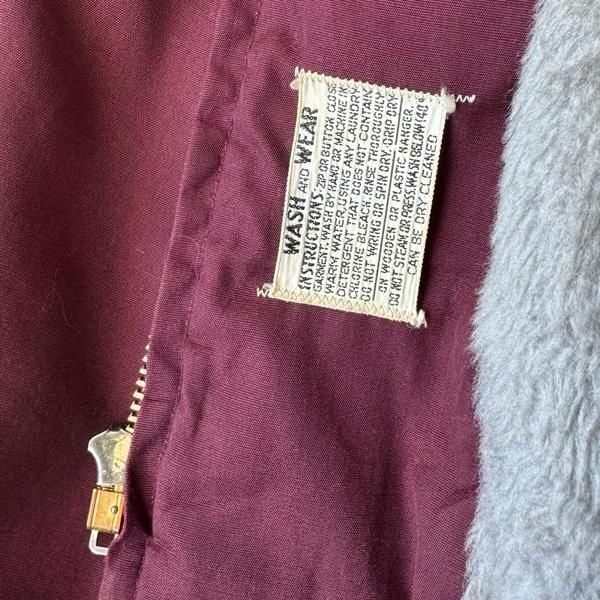 WASH AND WEAR
INSTRUCTIONS: ZIP OR BUTTON CLOSE
GARMENT. WASH BY HAND OR MACHINE IN
WARM WATER, USING ANY LAUNDRY
DETERGENT THAT DOES NOT CONTAIN
CHLORINE BLEACH. RINSE THOROUGHLY
DO NOT WRING OR SPIN DRY. DRIP DRY
ON WOODEN OR PLASTIC HANGER.
DO NOT STEAM OR PRESS. WASH BELOW 140°
CAN BE DRY CLEANED